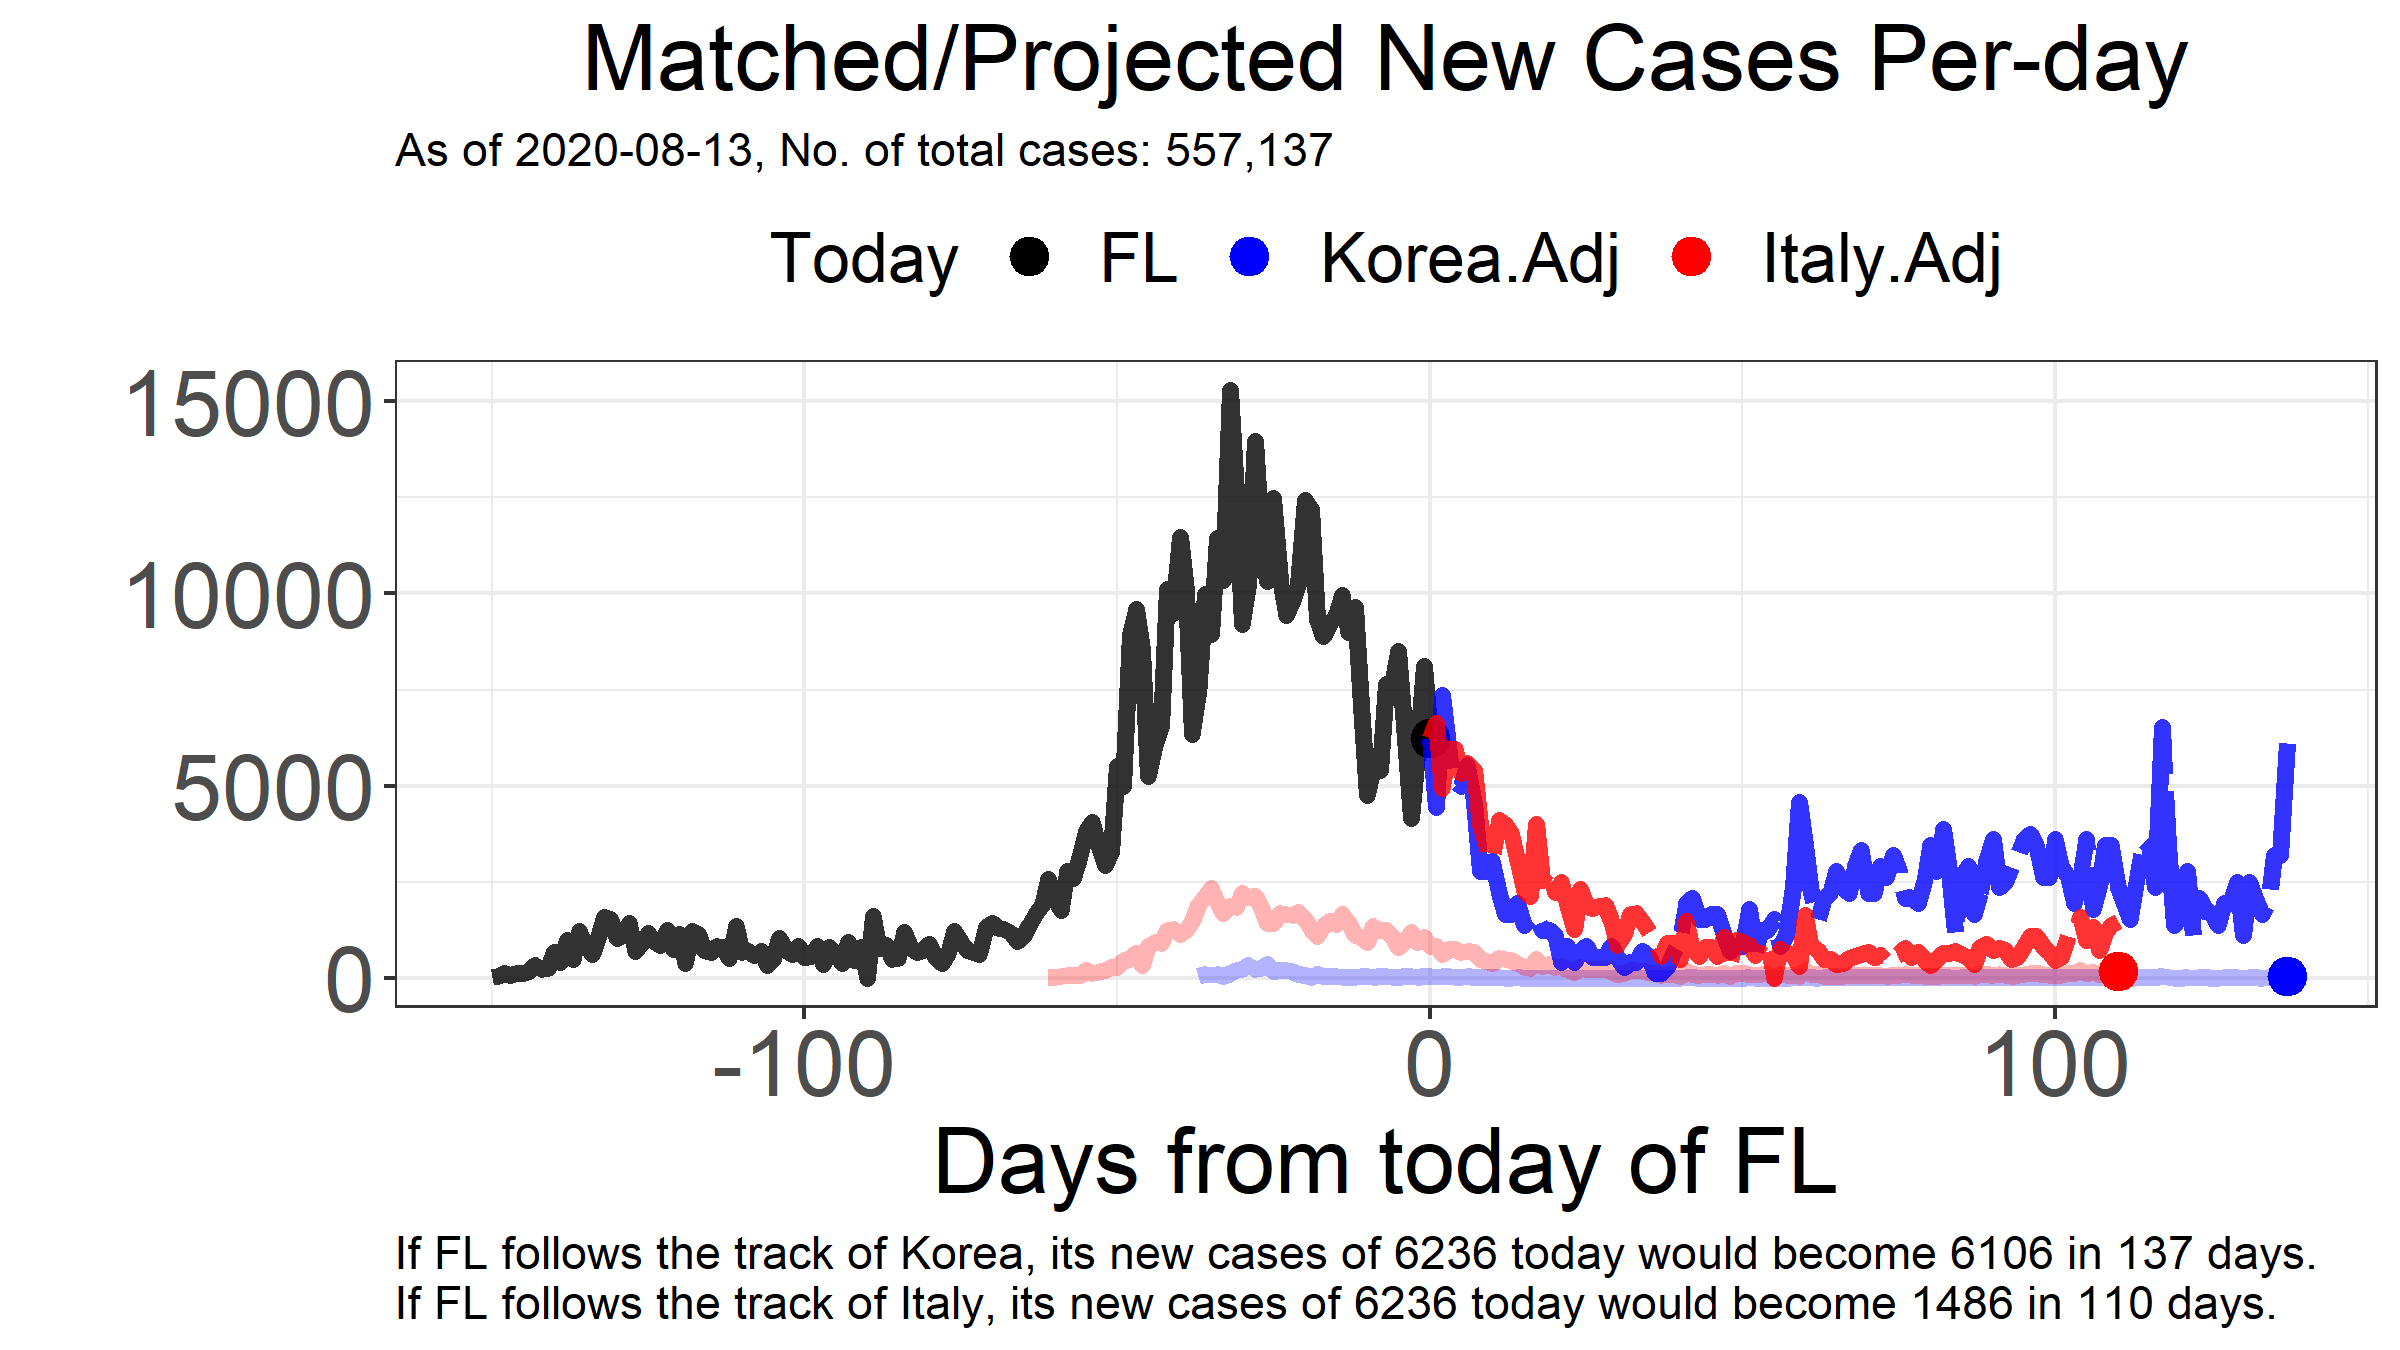 Matched/Projected New Cases Per-day
As of 2020-08-13, No. of total cases: 557,137
Today FL Korea.Adj Italy.Adj
15000
10000
5000
0
-100 0 100
Days from today of FL
If FL follows the track of Korea, its new cases of 6236 today would become 6106 in 137 days.
If FL follows the track of Italy, its new cases of 6236 today would become 1486 in 110 days.